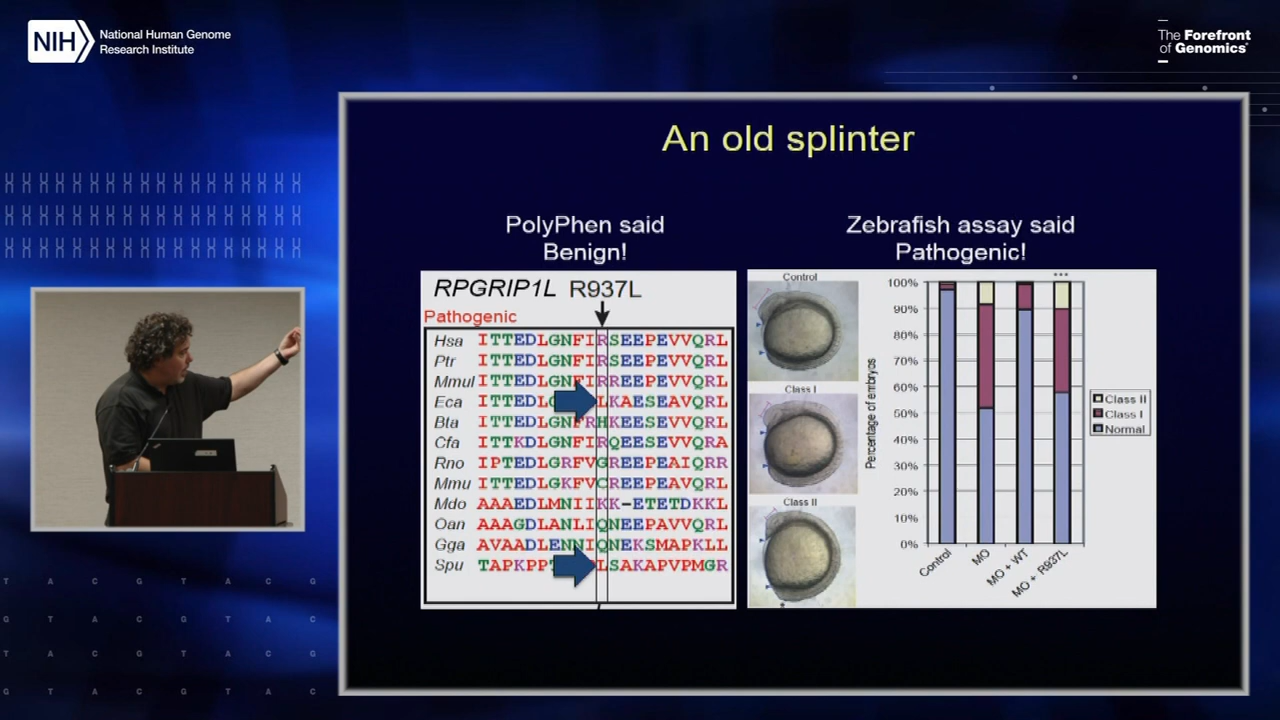 NIH
National Human Genome
Research Institute
The Forefront
of Genomics®
An old splinter
PolyPhen said
Benign!
Zebrafish assay said
Pathogenic!
RPGRIP1L R937L
Pathogenic
Hsa ITTEDLGNFIRSEEPEVVQRL
Ptr ITTEDLGNFIRSEEPEVVQRL
Mmul ITTEDLGNFIRREEPEVVQRL
Eca ITTEDL LKAESEAVQRL
Bta ITTEDLGNFRHKEESEVVQRL
Cfa ITTKDLGNFIRQEESEVVQRA
Rno IPTEDLGRFVGREEPEAIQRR
Mmu ITTEDLGKFVCREEPEAVQRL
Mdo AAAEDLMNIIKK-ETETDKKL
Oan AAAGDLANLIQNEEPAVVQRL
Gga AVAADLENNIQNEKSMAPKLL
Spu TAPKPP LSAKAPVPMGR
Control
Class I
Class II
***
100%
90%
80%
70%
60%
50%
40%
30%
20%
10%
0%
Percentage of embryos
Control
MO
MO + WT
MO + R937L
Class II
Class I
Normal
T A C G T A C G C
G T A C G T A C G
T A C G T A C G C
G T A C G T A C